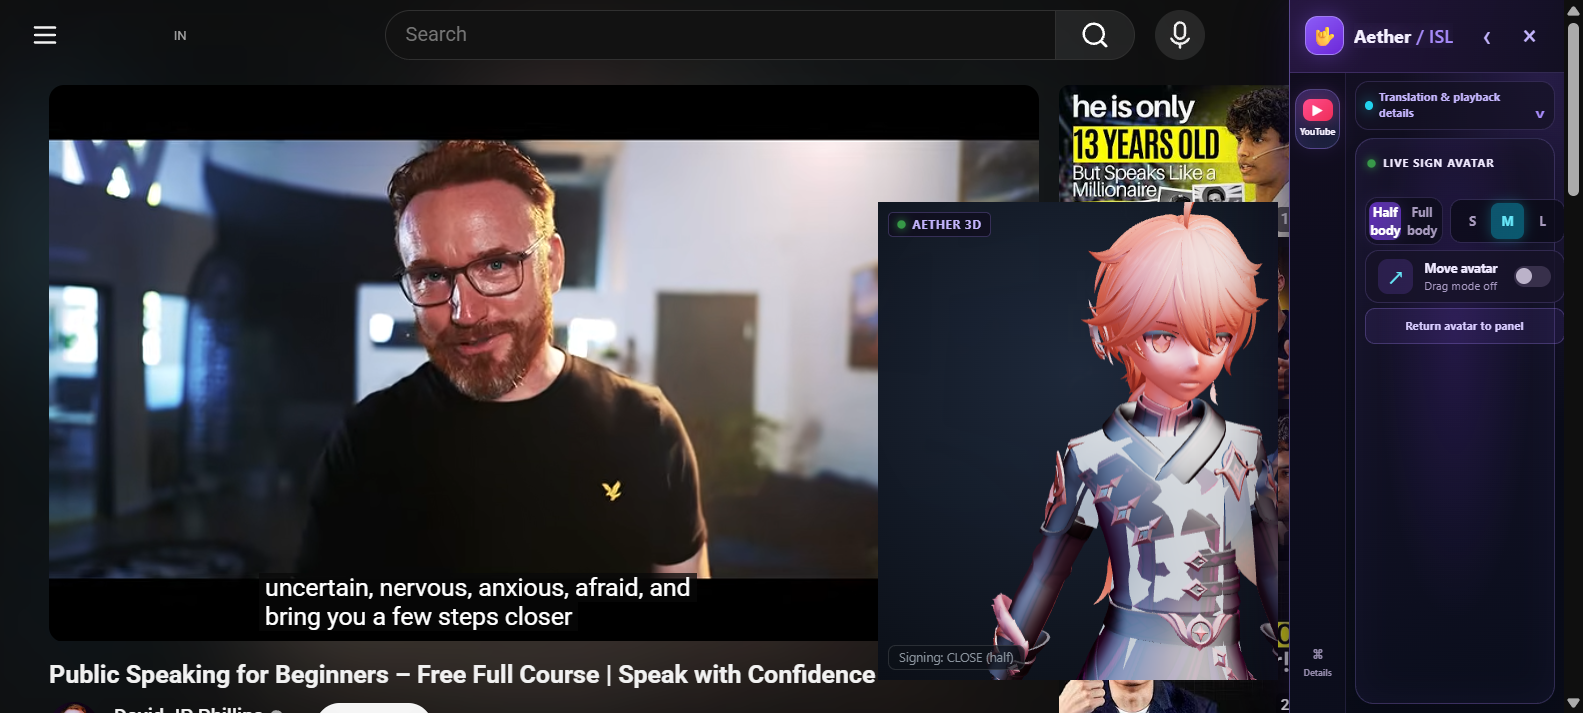 IN
Search
he is only
13 YEARS OLD
But Speaks Like a
Millionaire
AETHER 3D
Signing: CLOSE (half)
uncertain, nervous, anxious, afraid, and
bring you a few steps closer
Public Speaking for Beginners – Free Full Course | Speak with Confidence
Aether / ISL
YouTube
Translation & playback
details
LIVE SIGN AVATAR
Half
body
Full
body
S
M
L
Move avatar
Drag mode off
Return avatar to panel
Details